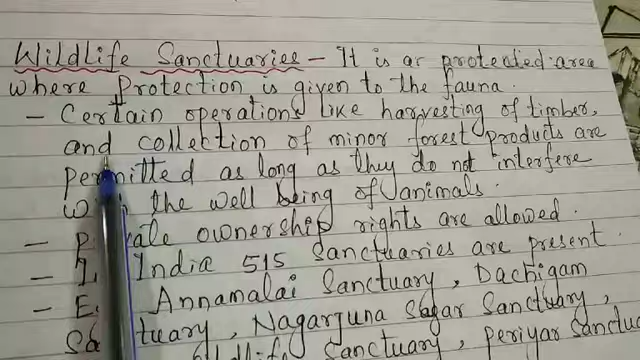 Wildlife Sanctuaries - It is a protected area
where Protection is given to the fauna.
- Certain operations like harvesting of timber,
and collection of minor forest products are
permitted as long as they do not interfere
the well being of animals.
- ownership rights are allowed.
- India 515 Sanctuaries are present.
- Annamalai Sanctuary, Dachigam
Nagarjuna Sagar Sanctuary,
Sanctuary, Periyar